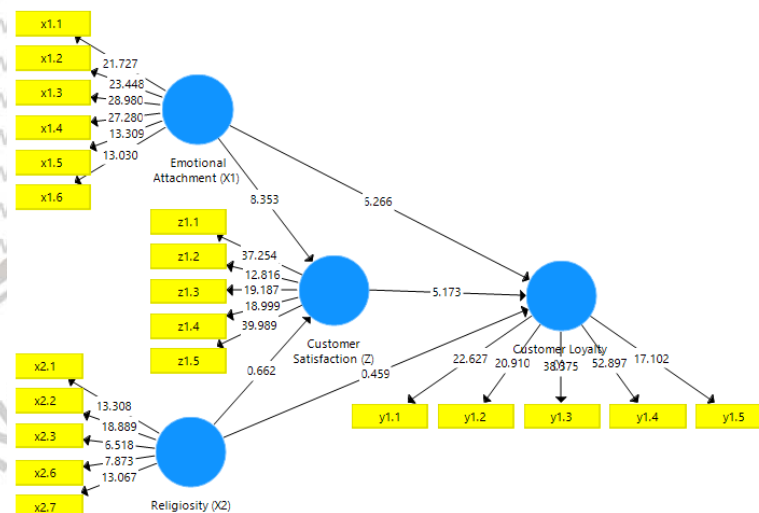 x1.1
x1.2
x1.3
x1.4
x1.5
x1.6
21.727
23.448
28.980
27.280
13.309
13.030
Emotional
Attachment (X1)
8.353
5.266
z1.1
z1.2
z1.3
z1.4
z1.5
37.254
12.816
19.187
18.999
39.989
Customer
Satisfaction (Z)
5.173
0.662
0.459
x2.1
x2.2
x2.3
x2.6
x2.7
13.308
18.889
6.518
7.873
13.067
Religiosity (X2)
Customer Loyalty
22.627
20.910
52.897
17.102
y1.1
y1.2
y1.3
y1.4
y1.5